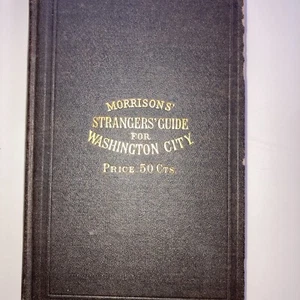 MORRISONS'
STRANGERS' GUIDE
FOR
WASHINGTON CITY.
PRICE 50 CTS.